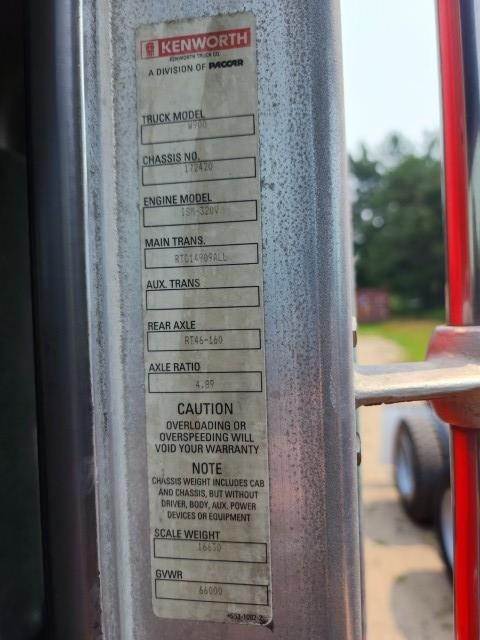 KENWORTH
KENWORTH TRUCK CO.
A DIVISION OF PACCAR
TRUCK MODEL
W900
CHASSIS NO.
172420
ENGINE MODEL
ISM-320V
MAIN TRANS.
RTO14909ALL
AUX. TRANS
REAR AXLE
RT46-160
AXLE RATIO
4.89
CAUTION
OVERLOADING OR
OVERSPEEDING WILL
VOID YOUR WARRANTY
NOTE
CHASSIS WEIGHT INCLUDES CAB
AND CHASSIS, BUT WITHOUT
DRIVER, BODY, AUX. POWER
DEVICES OR EQUIPMENT
SCALE WEIGHT
16650
GVWR
66000